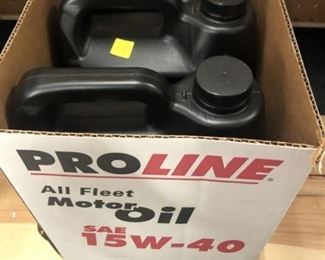 PROLINE®
All Fleet
Motor Oil
SAE
15W-40